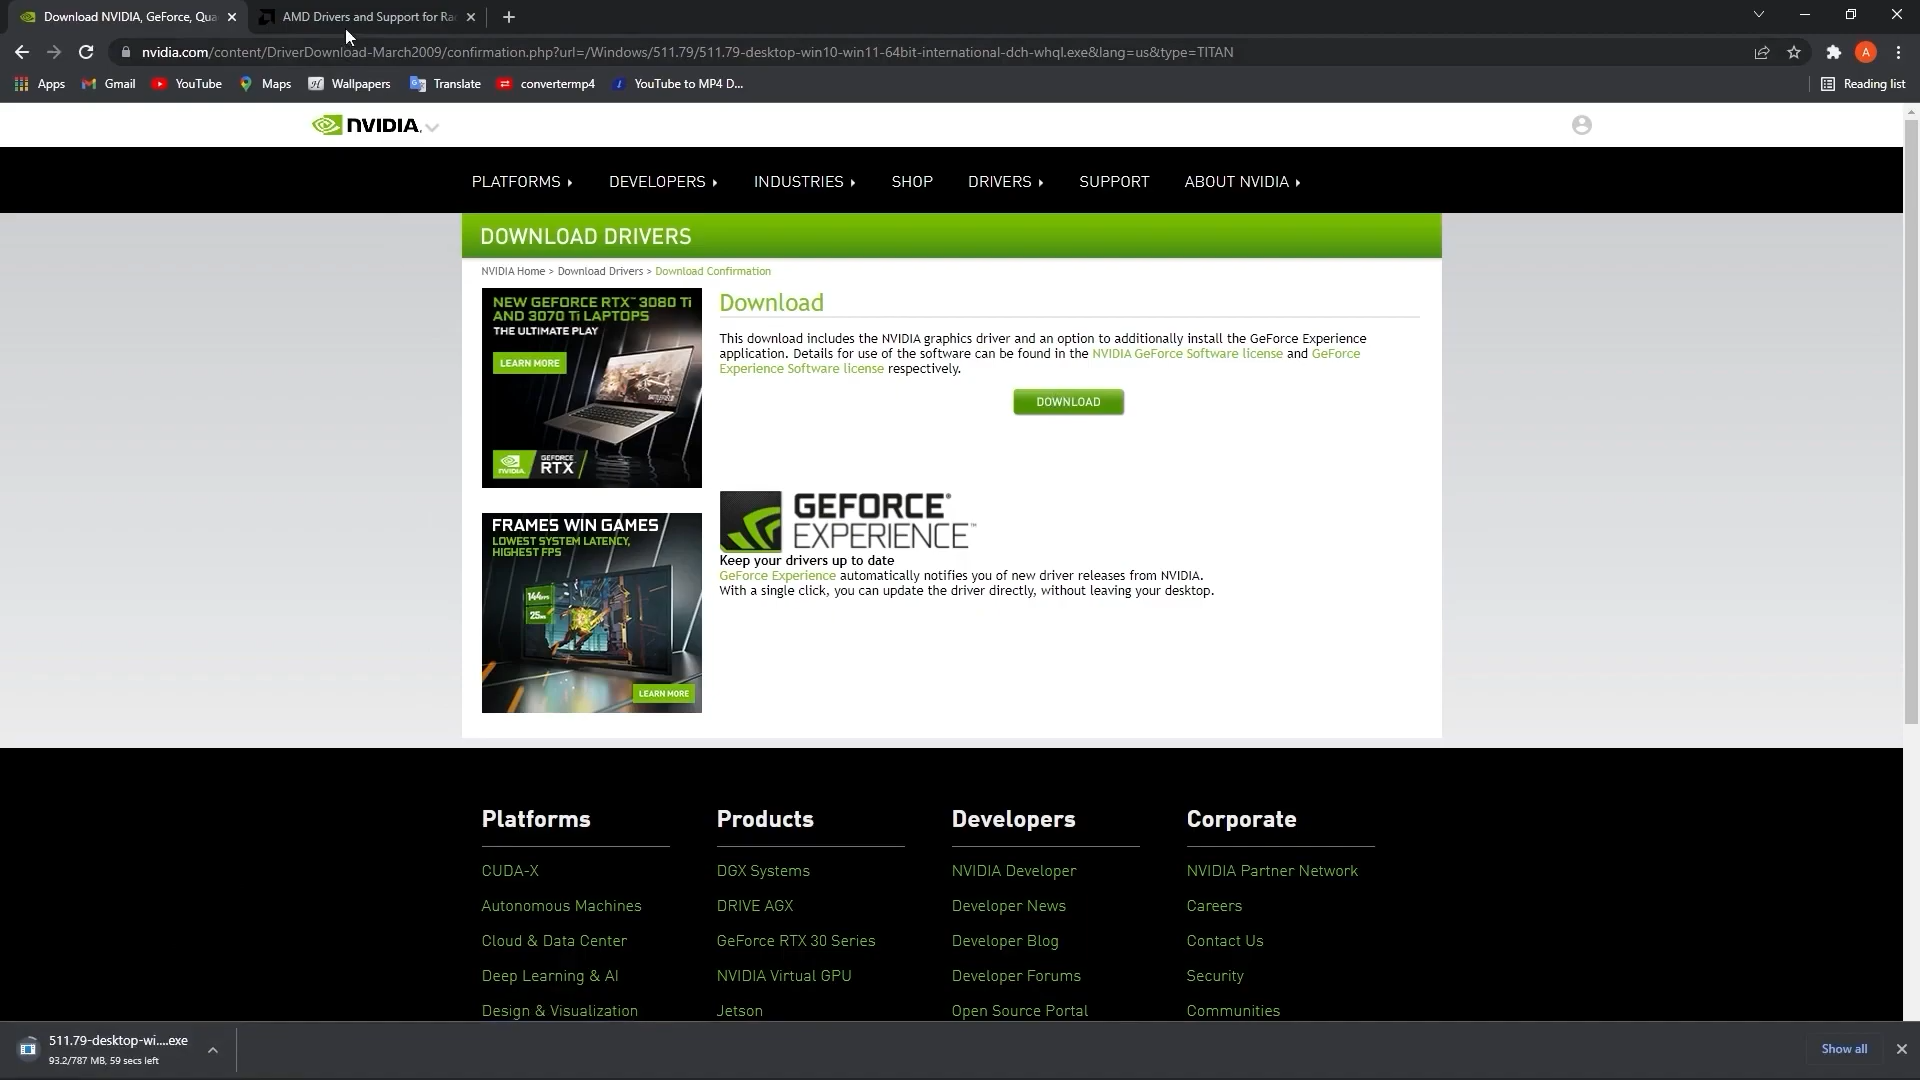 Download NVIDIA, GeForce, Qua
AMD Drivers and Support for Ra
nvidia.com/content/DriverDownload-March2009/confirmation.php?url=/Windows/511.79/511.79-desktop-win10-win11-64bit-international-dch-whql.exe&lang=us&type=TITAN
A
Apps
Gmail
YouTube
Maps
Wallpapers
Translate
convertermp4
YouTube to MP4 D...
Reading list
NVIDIA.
PLATFORMS
DEVELOPERS
INDUSTRIES
SHOP
DRIVERS
SUPPORT
ABOUT NVIDIA
DOWNLOAD DRIVERS
NVIDIA Home > Download Drivers > Download Confirmation
NEW GEFORCE RTX™ 3080 Ti
AND 3070 Ti LAPTOPS
THE ULTIMATE PLAY
LEARN MORE
NVIDIA.
GEFORCE
RTX
Download
This download includes the NVIDIA graphics driver and an option to additionally install the GeForce Experience
application. Details for use of the software can be found in the NVIDIA GeForce Software license and GeForce
Experience Software license respectively.
DOWNLOAD
GEFORCE®
EXPERIENCE™
Keep your drivers up to date
GeForce Experience automatically notifies you of new driver releases from NVIDIA.
With a single click, you can update the driver directly, without leaving your desktop.
FRAMES WIN GAMES
LOWEST SYSTEM LATENCY,
HIGHEST FPS
LEARN MORE
Platforms
CUDA-X
Autonomous Machines
Cloud & Data Center
Deep Learning & AI
Design & Visualization
Products
DGX Systems
DRIVE AGX
GeForce RTX 30 Series
NVIDIA Virtual GPU
Jetson
Developers
NVIDIA Developer
Developer News
Developer Blog
Developer Forums
Open Source Portal
Corporate
NVIDIA Partner Network
Careers
Contact Us
Security
Communities
511.79-desktop-wi....exe
93.2/787 MB, 59 secs left
Show all